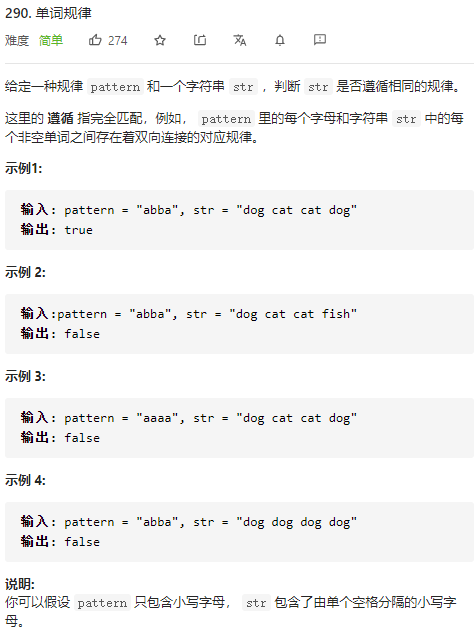 290. 单词规律
难度 简单 274
给定一种规律 pattern 和一个字符串 str ，判断 str 是否遵循相同的规律。
这里的 遵循 指完全匹配，例如， pattern 里的每个字母和字符串 str 中的每
个非空单词之间存在着双向连接的对应规律。
示例1:
输入: pattern = "abba", str = "dog cat cat dog"
输出: true
示例 2:
输入:pattern = "abba", str = "dog cat cat fish"
输出: false
示例 3:
输入: pattern = "aaaa", str = "dog cat cat dog"
输出: false
示例 4:
输入: pattern = "abba", str = "dog dog dog dog"
输出: false
说明:
你可以假设 pattern 只包含小写字母， str 包含了由单个空格分隔的小写字
母。